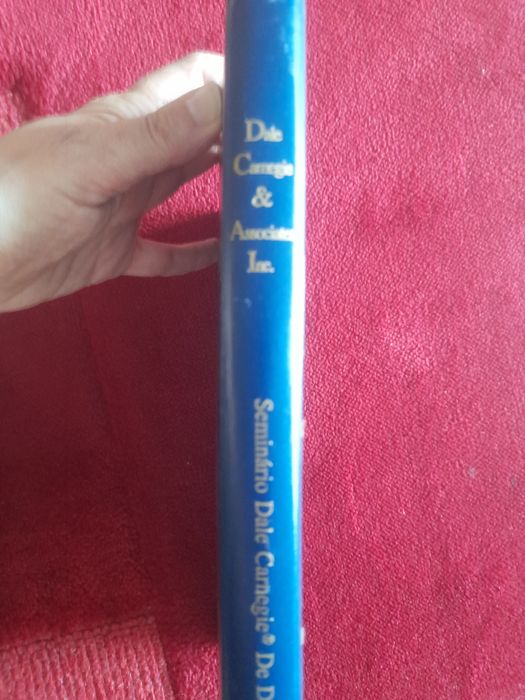 Dale
Carnegie
&
Associates
Inc.
Seminário Dale Carnegie® De D